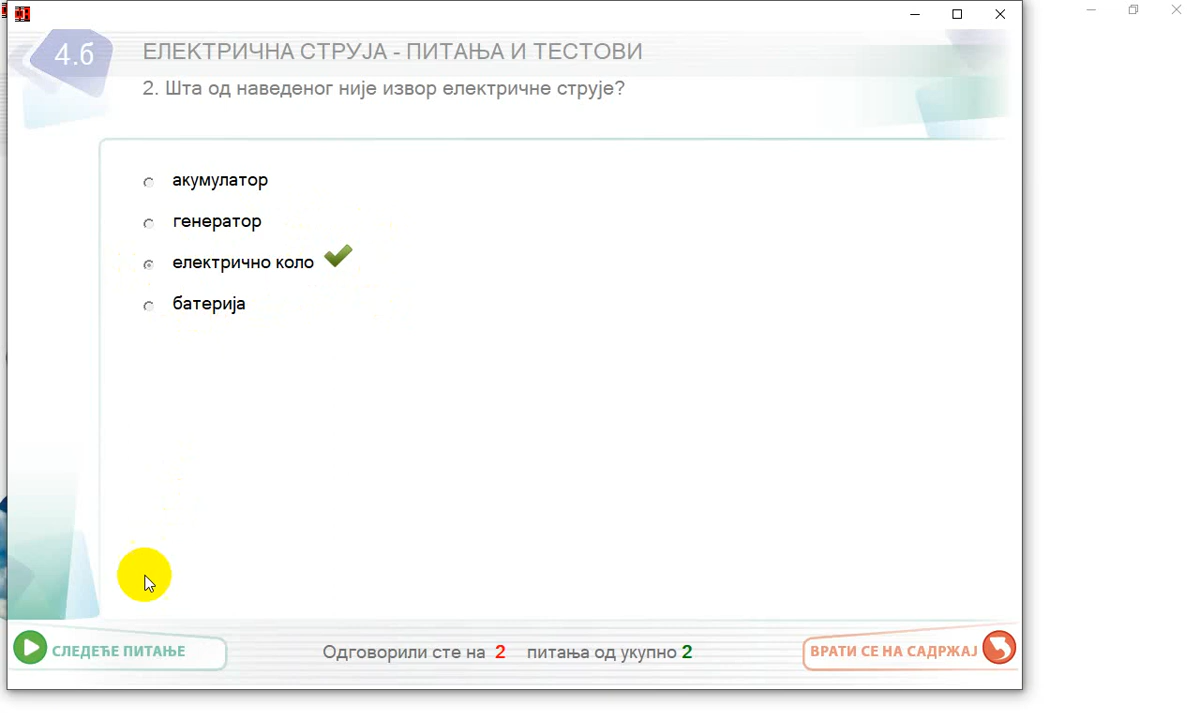 4.б
ЕЛЕКТРИЧНА СТРУЈА - ПИТАЊА И ТЕСТОВИ
2. Шта од наведеног није извор електричне струје?
акумулатор
генератор
електрично коло
батерија
СЛЕДЕЋЕ ПИТАЊЕ
Одговорили сте на 2 питања од укупно 2
ВРАТИ СЕ НА САДРЖАЈ